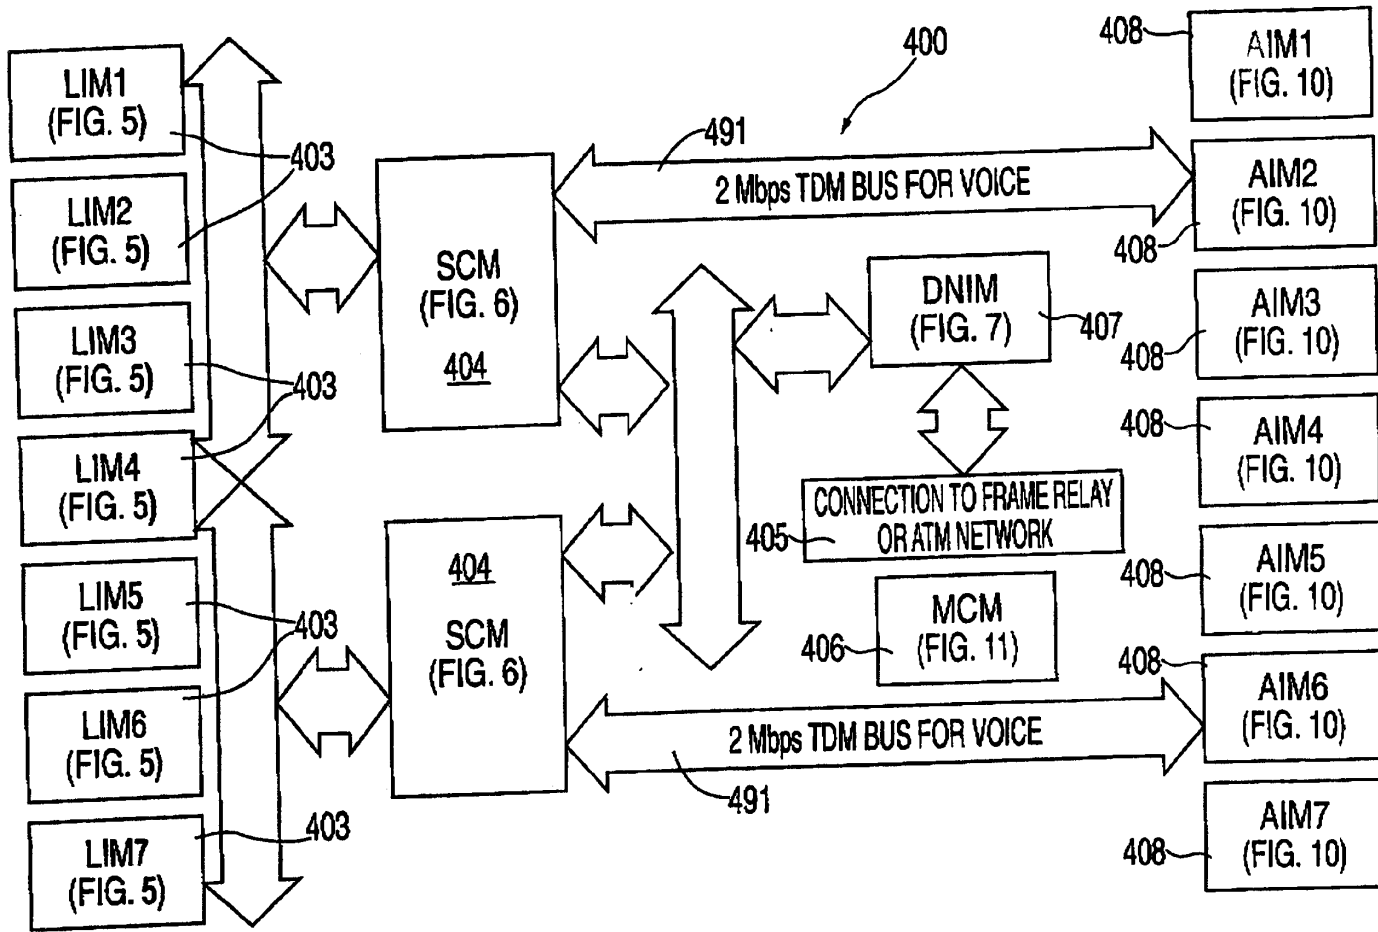 LIM1
(FIG. 5)
403
LIM2
(FIG. 5)
LIM3
(FIG. 5)
403
LIM4
(FIG. 5)
LIM5
(FIG. 5)
403
LIM6
(FIG. 5)
LIM7
(FIG. 5)
403
SCM
(FIG. 6)
404
404
SCM
(FIG. 6)
400
491
2 Mbps TDM BUS FOR VOICE
DNIM
(FIG. 7)
407
CONNECTION TO FRAME RELAY
OR ATM NETWORK
405
MCM
(FIG. 11)
406
2 Mbps TDM BUS FOR VOICE
491
408
AIM1
(FIG. 10)
AIM2
(FIG. 10)
408
AIM3
(FIG. 10)
408
408
AIM4
(FIG. 10)
AIM5
(FIG. 10)
408
408
AIM6
(FIG. 10)
AIM7
(FIG. 10)
408